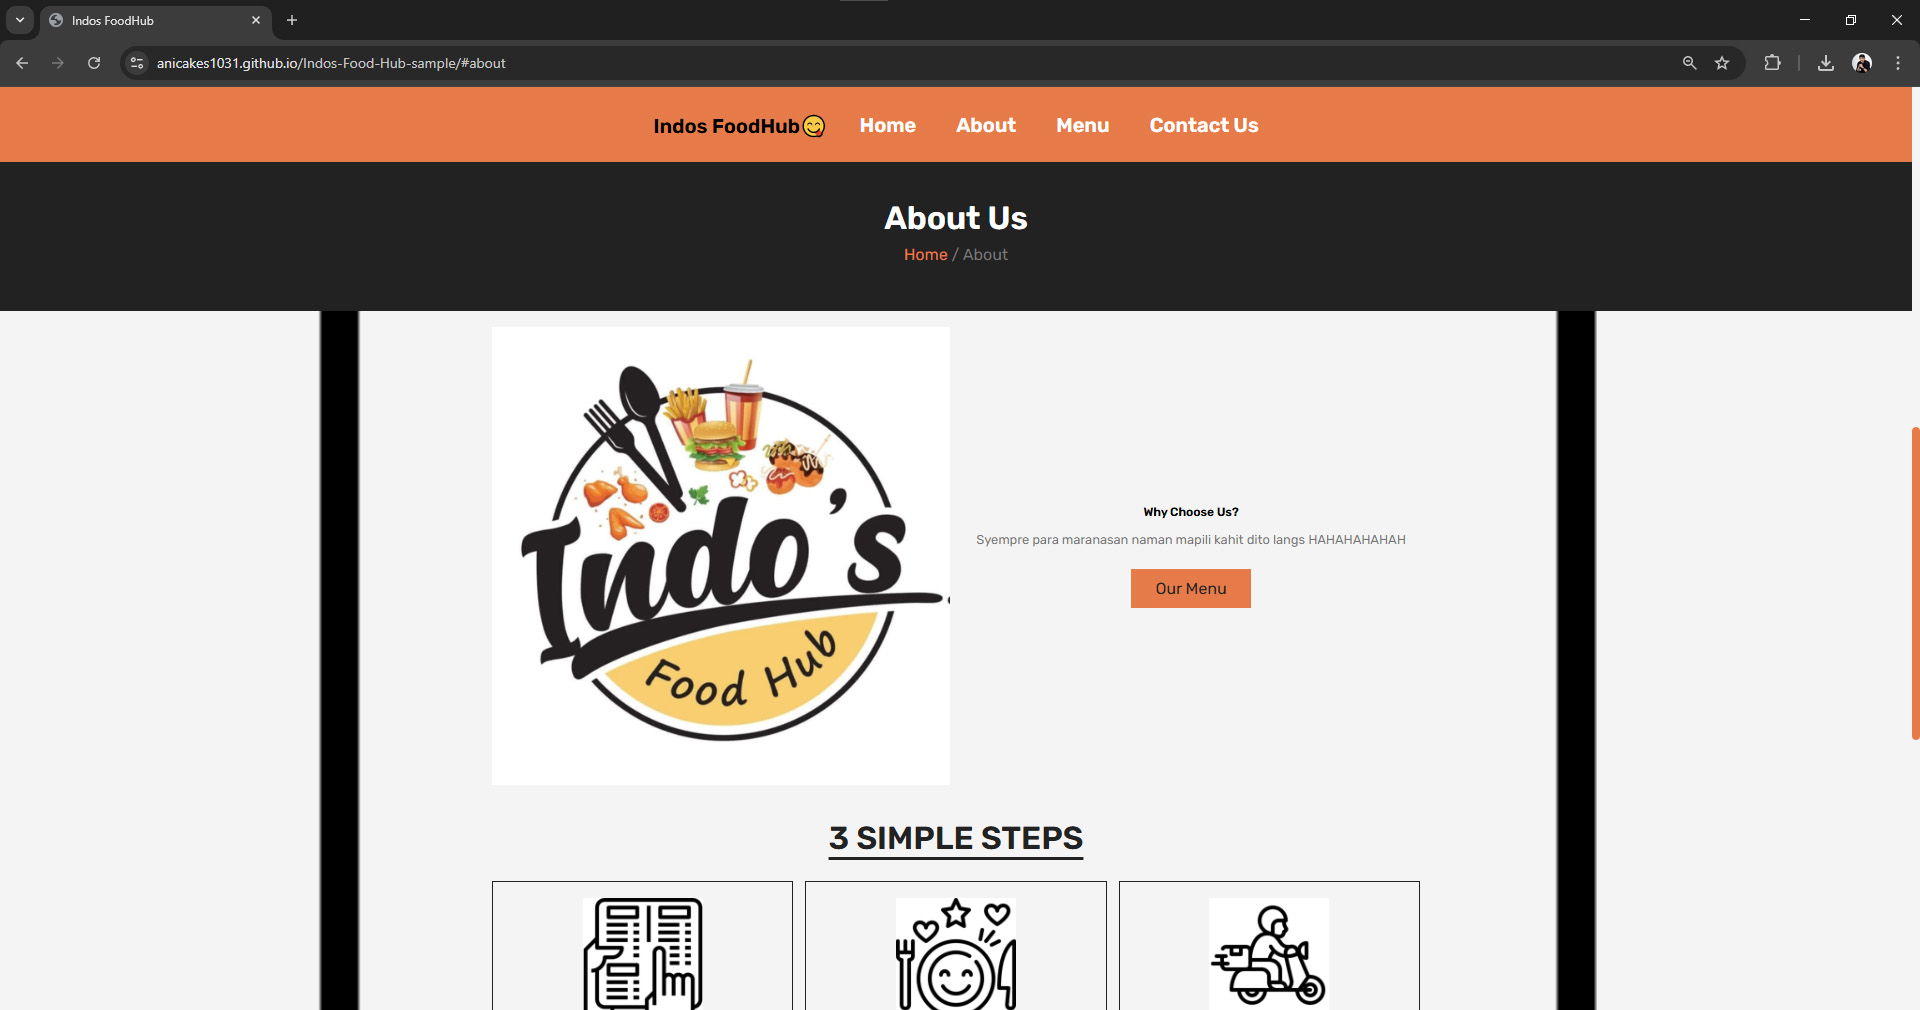 Indos FoodHub
anicakes1031.github.io/Indos-Food-Hub-sample/#about
Indos FoodHub😋 Home About Menu Contact Us
About Us
Home / About
Indo's
Food Hub
Why Choose Us?
Syempre para maranasan naman mapili kahit dito langs HAHAHAHAHAH
Our Menu
3 SIMPLE STEPS